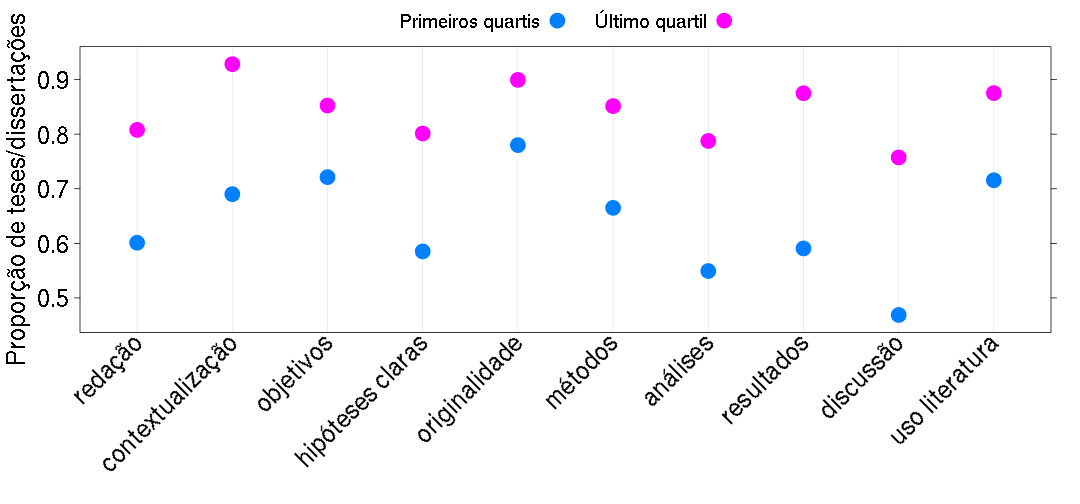 Primeiros quartis Último quartil
Proporção de teses/dissertações
0.9
0.8
0.7
0.6
0.5
redação
contextualização
objetivos
hipóteses claras
originalidade
métodos
análises
resultados
discussão
uso literatura